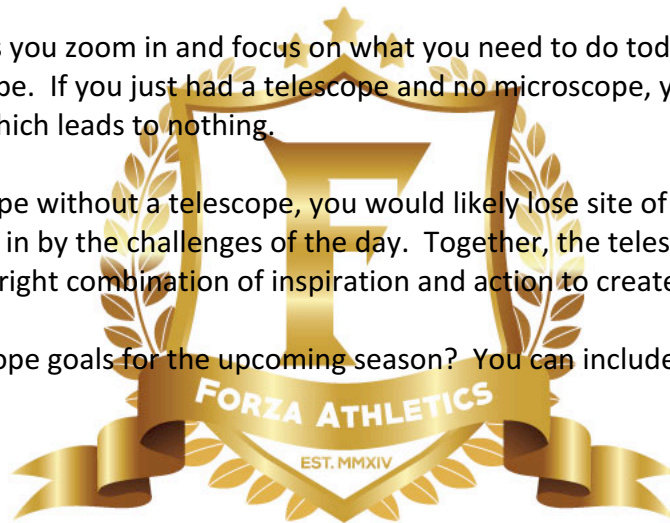 s you zoom in and focus on what you need to do tod
pe.  If you just had a telescope and no microscope, y
hich leads to nothing.
pe without a telescope, you would likely lose site of
in by the challenges of the day.  Together, the teles
right combination of inspiration and action to create
ope goals for the upcoming season?  You can include
F
FORZA ATHLETICS
EST. MMXIV